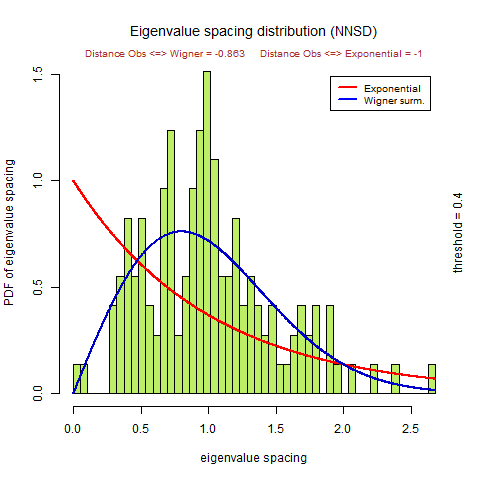 Eigenvalue spacing distribution (NNSD)
Distance Obs <=> Wigner = -0.863 Distance Obs <=> Exponential = -1
Exponential
Wigner surm.
PDF of eigenvalue spacing
1.5
1.0
0.5
0.0
threshold = 0.4
0.0 0.5 1.0 1.5 2.0 2.5
eigenvalue spacing